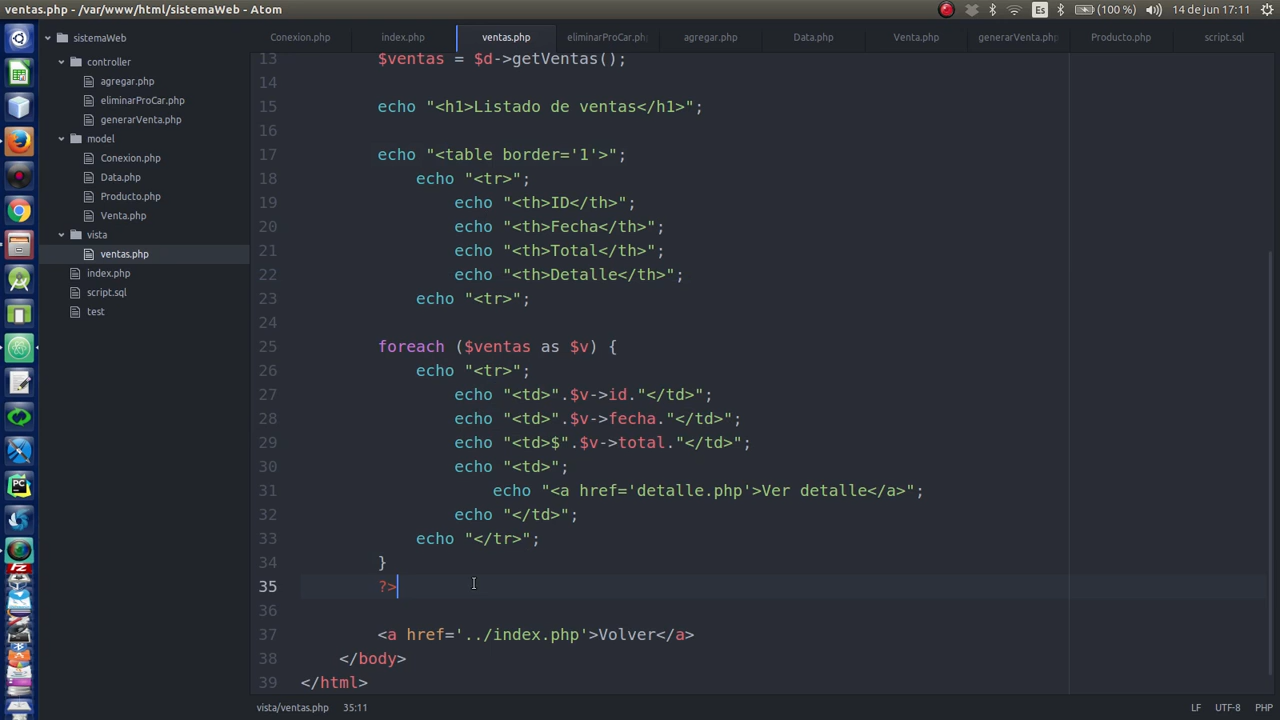 ventas.php - /var/www/html/sistemaWeb - Atom
Es
(100 %)
14 de jun 17:11
sistemaWeb
controller
agregar.php
eliminarProCar.php
generarVenta.php
model
Conexion.php
Data.php
Producto.php
Venta.php
vista
ventas.php
index.php
script.sql
test
Conexion.php
index.php
ventas.php
eliminarProCar.php
agregar.php
Data.php
Venta.php
generarVenta.php
Producto.php
script.sql
13 $ventas = $d->getVentas();
14
15 echo "<h1>Listado de ventas</h1>";
16
17 echo "<table border='1'>";
18 echo "<tr>";
19 echo "<th>ID</th>";
20 echo "<th>Fecha</th>";
21 echo "<th>Total</th>";
22 echo "<th>Detalle</th>";
23 echo "<tr>";
24
25 foreach ($ventas as $v) {
26 echo "<tr>";
27 echo "<td>".$v->id."</td>";
28 echo "<td>".$v->fecha."</td>";
29 echo "<td>$".$v->total."</td>";
30 echo "<td>";
31 echo "<a href='detalle.php'>Ver detalle</a>";
32 echo "</td>";
33 echo "</tr>";
34 }
35 ?>
36
37 <a href='../index.php'>Volver</a>
38 </body>
39 </html>
vista/ventas.php 35:11
LF UTF-8 PHP
PC
FZ